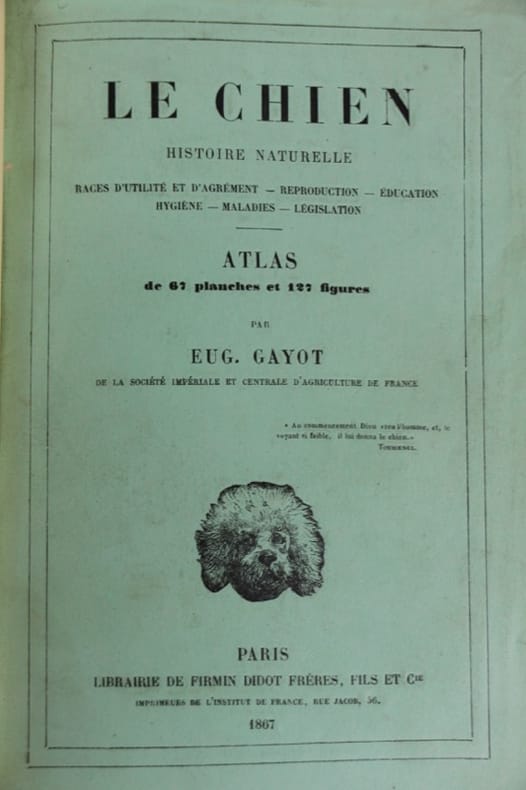 LE CHIEN
HISTOIRE NATURELLE
RACES D'UTILITÉ ET D'AGRÉMENT — REPRODUCTION — ÉDUCATION
HYGIÈNE — MALADIES — LÉGISLATION
ATLAS
de 67 planches et 127 figures
PAR
EUG. GAYOT
DE LA SOCIÉTÉ IMPÉRIALE ET CENTRALE D'AGRICULTURE DE FRANCE
« Au commencement Dieu créa l'homme, et, le
voyant si faible, il lui donna le chien.»
Toussenel.
PARIS
LIBRAIRIE DE FIRMIN DIDOT FRÈRES, FILS ET Cie
IMPRIMEURS DE L'INSTITUT DE FRANCE, RUE JACOB, 56.
1867